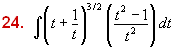 24. ∫(t + 1/t)^{3/2} ((t² − 1)/t²) dt